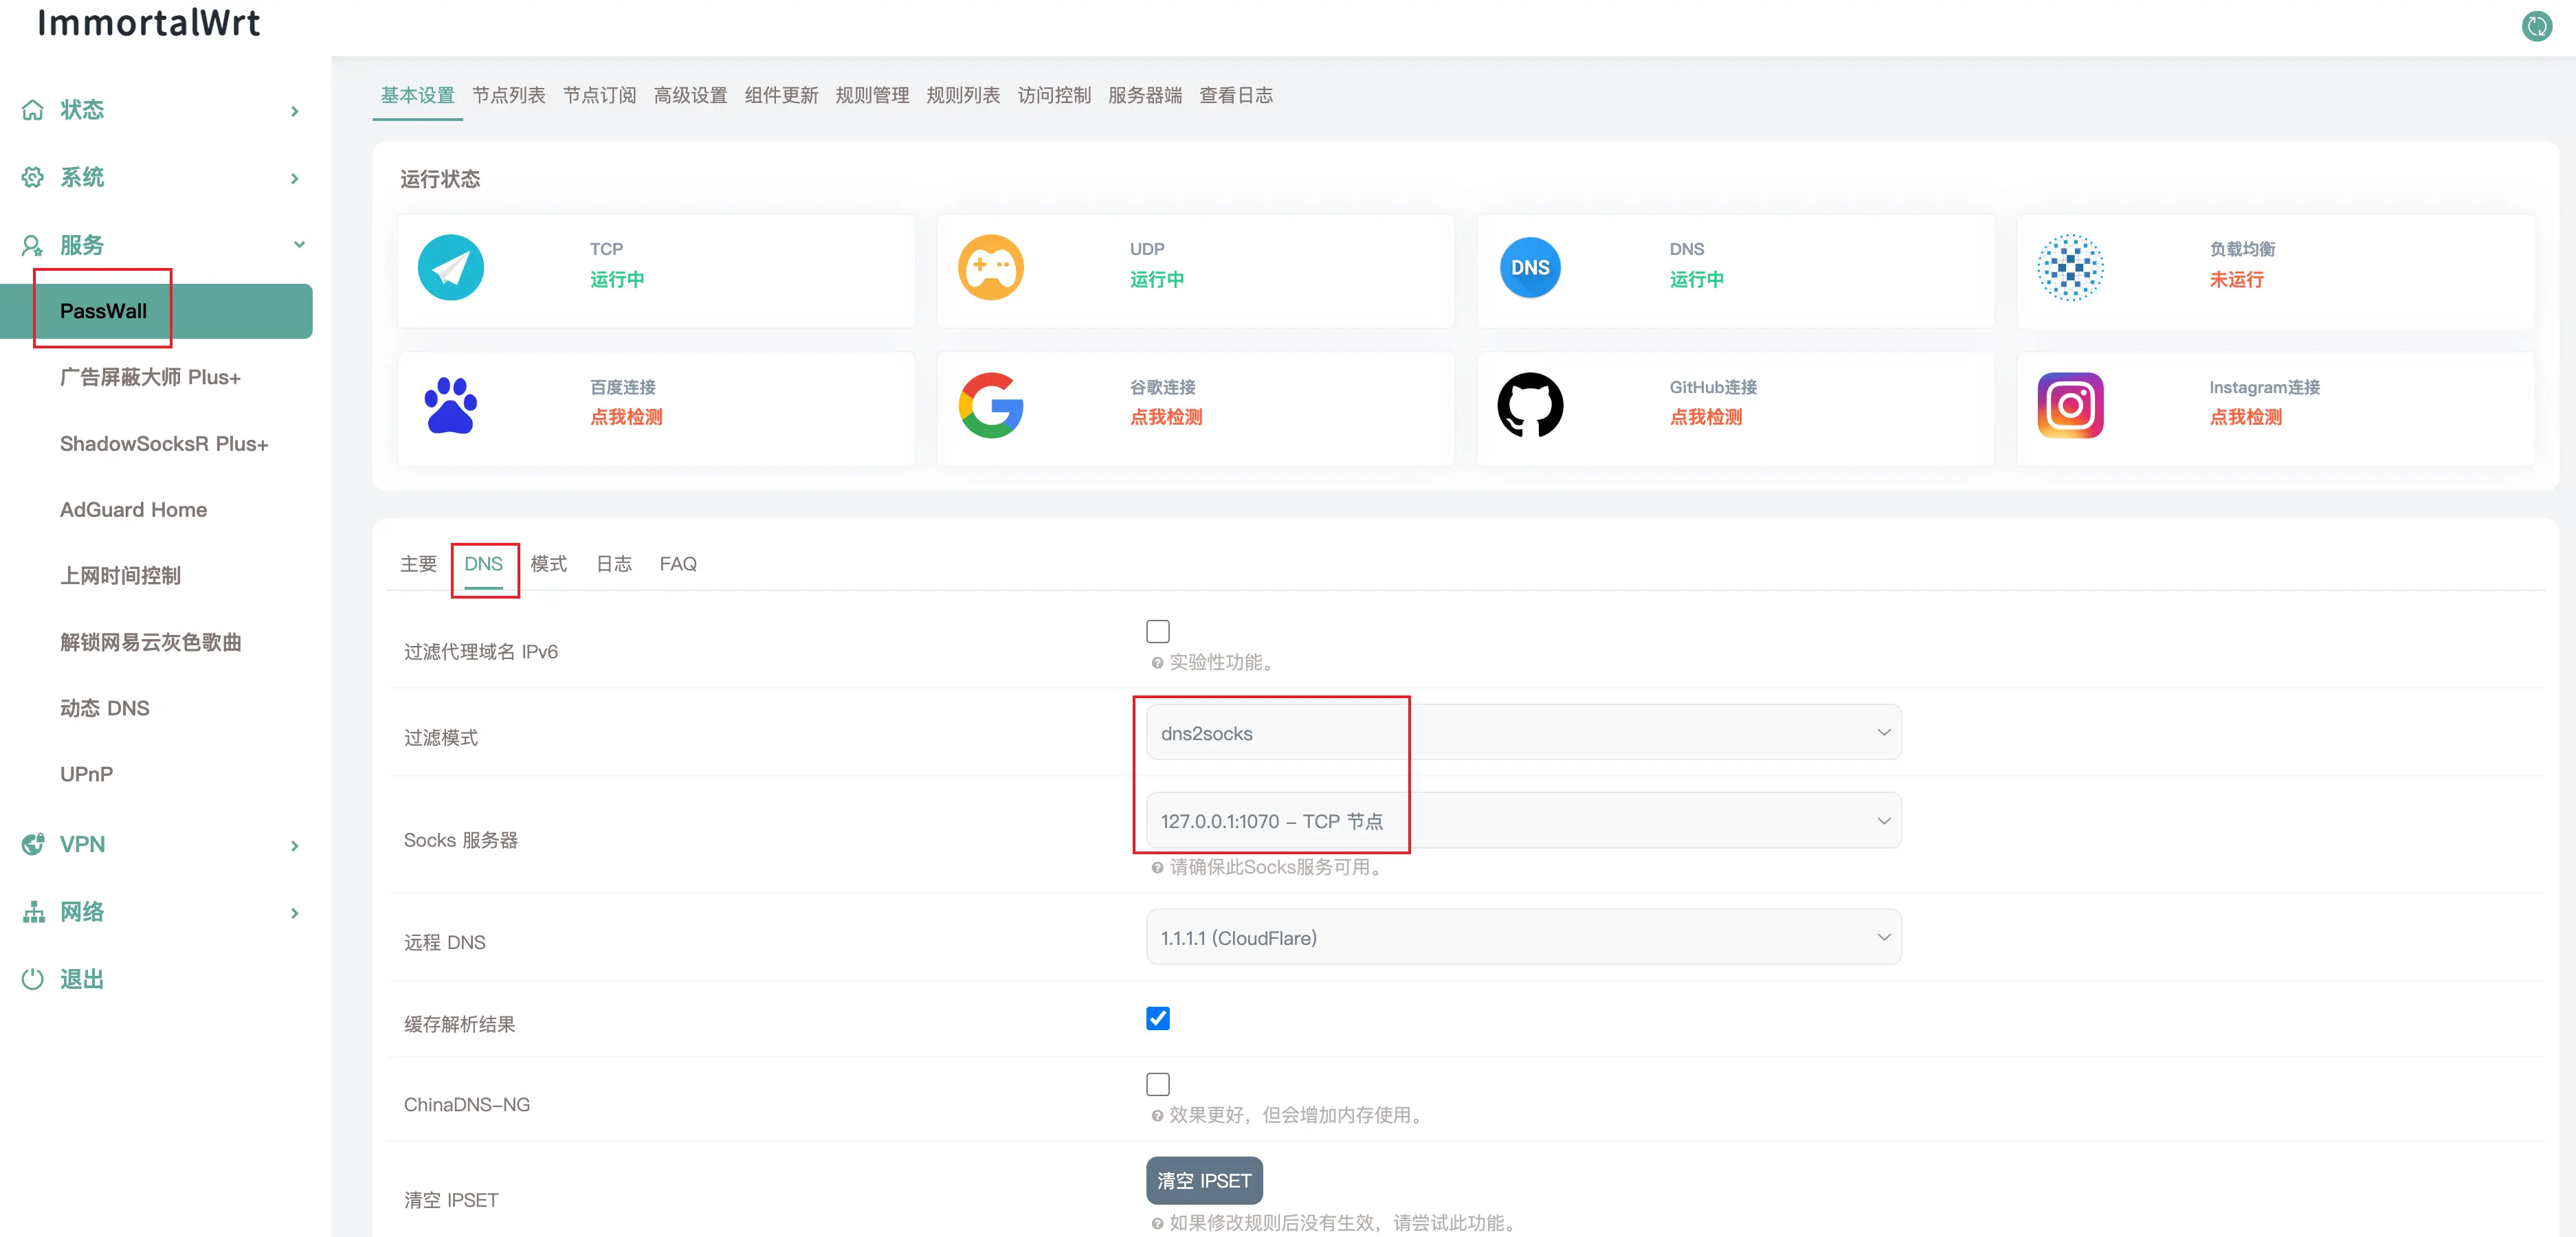 ImmortalWrt
状态
系统
服务
PassWall
广告屏蔽大师 Plus+
ShadowSocksR Plus+
AdGuard Home
上网时间控制
解锁网易云灰色歌曲
动态 DNS
UPnP
VPN
网络
退出
基本设置 节点列表 节点订阅 高级设置 组件更新 规则管理 规则列表 访问控制 服务器端 查看日志
运行状态
TCP
运行中
UDP
运行中
DNS
DNS
运行中
负载均衡
未运行
百度连接
点我检测
谷歌连接
点我检测
GitHub连接
点我检测
Instagram连接
点我检测
主要 DNS 模式 日志 FAQ
过滤代理域名 IPv6
实验性功能。
过滤模式
dns2socks
Socks 服务器
127.0.0.1:1070 – TCP 节点
请确保此Socks服务可用。
远程 DNS
1.1.1.1 (CloudFlare)
缓存解析结果
ChinaDNS–NG
效果更好，但会增加内存使用。
清空 IPSET
清空 IPSET
如果修改规则后没有生效，请尝试此功能。